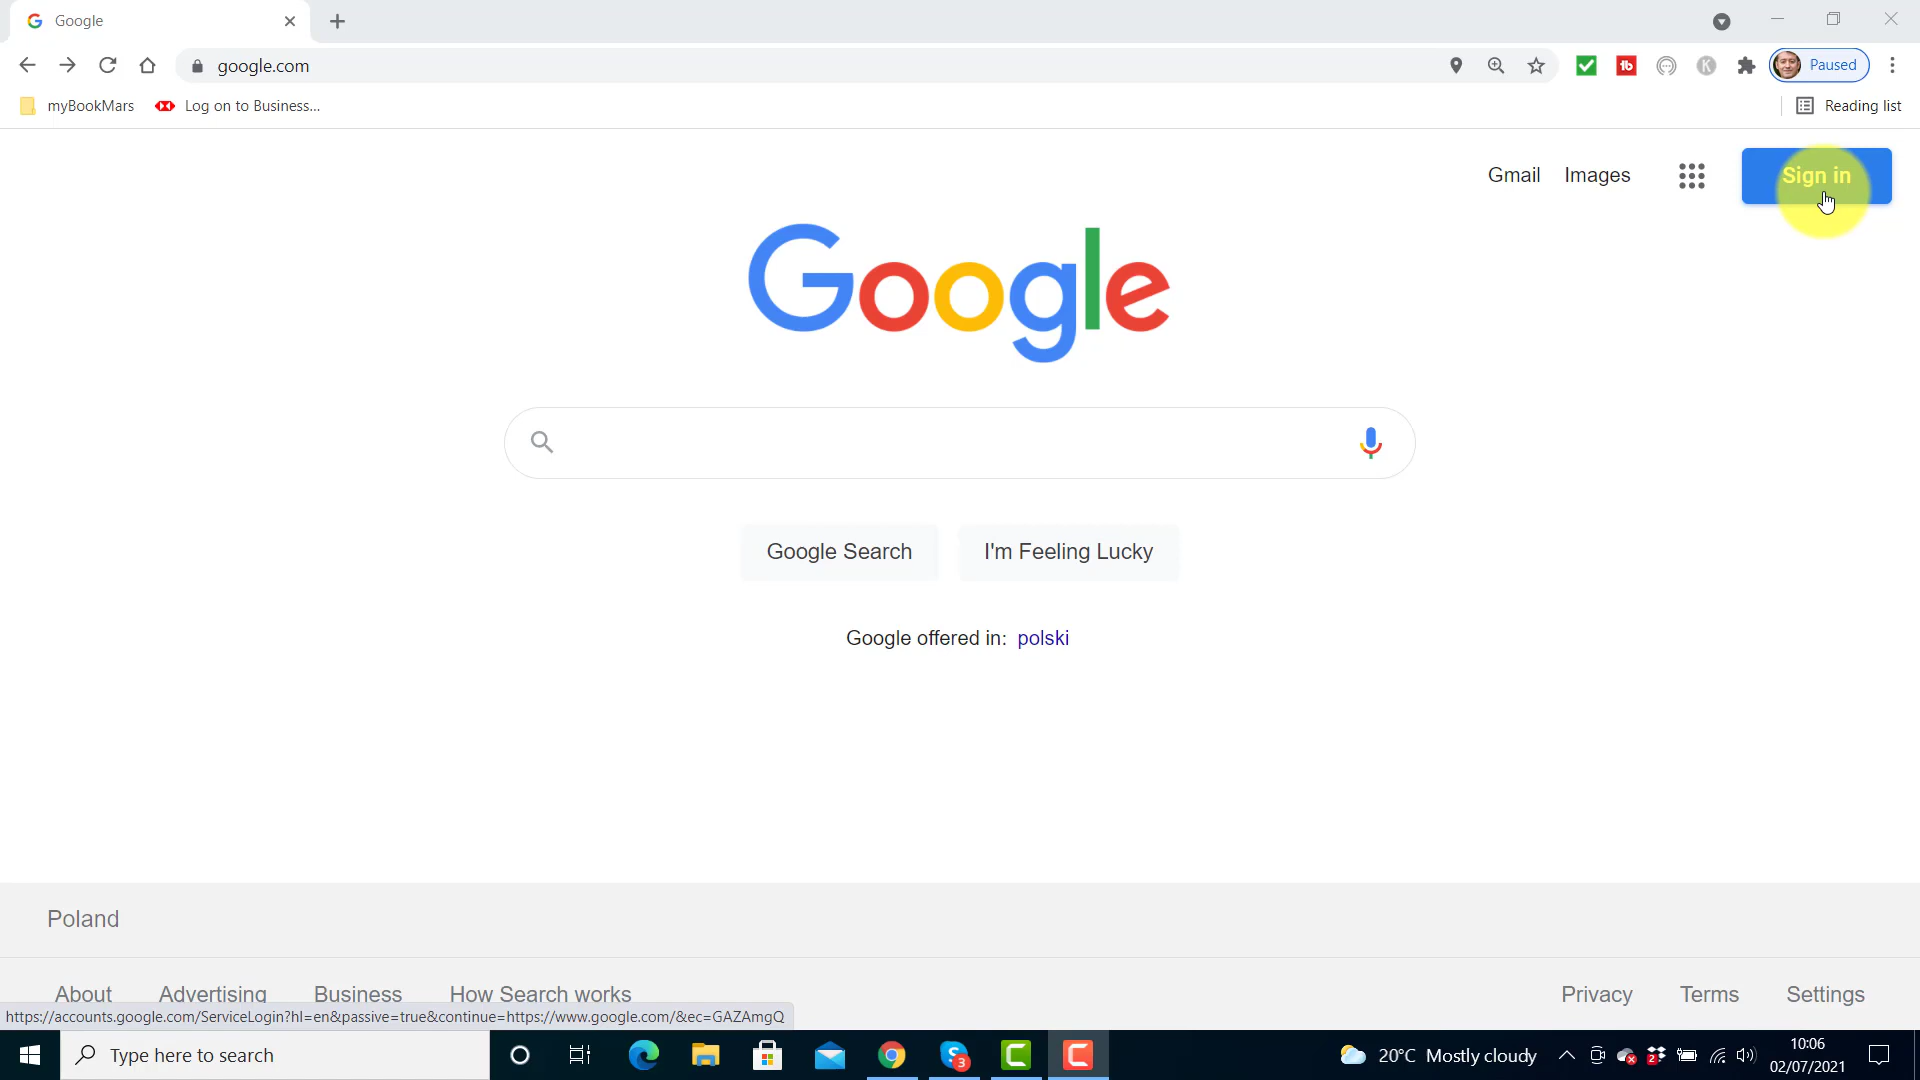 Google
google.com
Paused
myBookMars
Log on to Business...
Reading list
Gmail
Images
Sign in
Google
Google Search
I'm Feeling Lucky
Google offered in: polski
Poland
About
Advertising
Business
How Search works
Privacy
Terms
Settings
https://accounts.google.com/ServiceLogin?hl=en&passive=true&continue=https://www.google.com/&ec=GAZAmgQ
Type here to search
20°C Mostly cloudy
10:06
02/07/2021